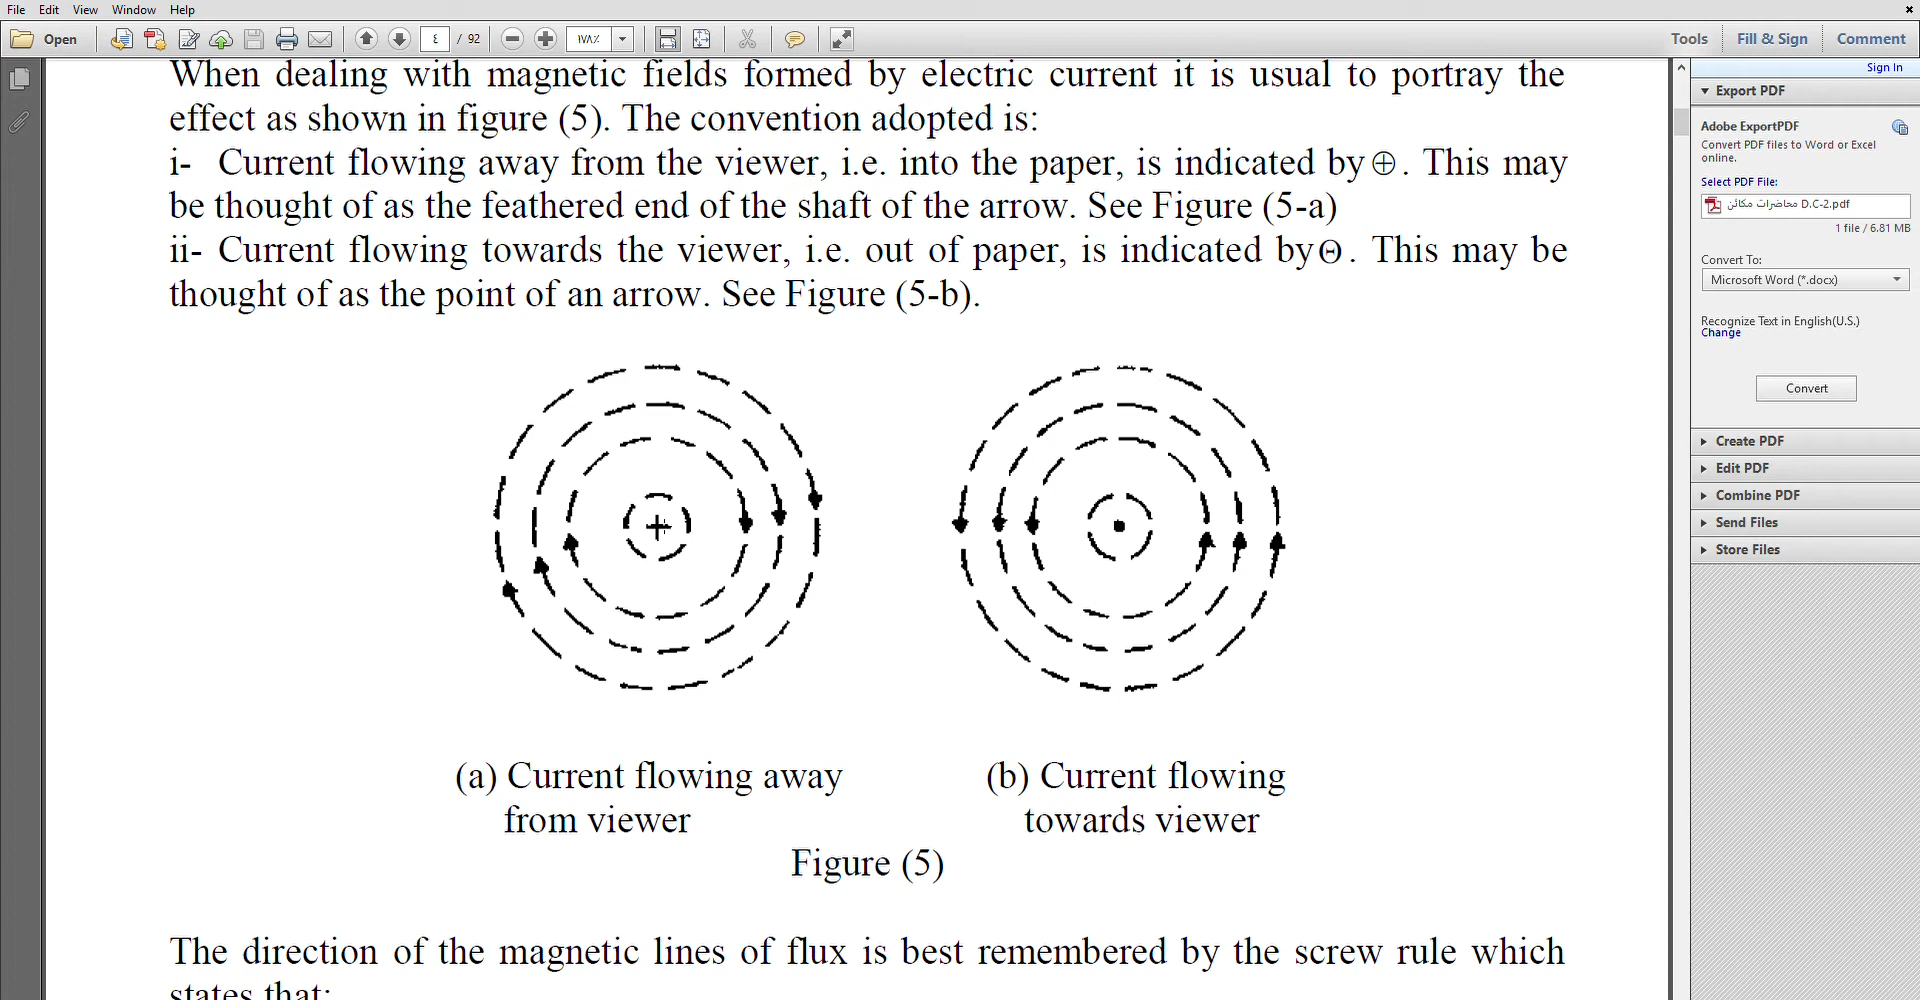 File Edit View Window Help
Open
٤ / 92
١٧٨٪
Tools Fill & Sign Comment
When dealing with magnetic fields formed by electric current it is usual to portray the
effect as shown in figure (5). The convention adopted is:
i- Current flowing away from the viewer, i.e. into the paper, is indicated by ⊕. This may
be thought of as the feathered end of the shaft of the arrow. See Figure (5-a)
ii- Current flowing towards the viewer, i.e. out of paper, is indicated by Θ. This may be
thought of as the point of an arrow. See Figure (5-b).
(a) Current flowing away
from viewer
(b) Current flowing
towards viewer
Figure (5)
The direction of the magnetic lines of flux is best remembered by the screw rule which
states that:
Sign In
Export PDF
Adobe ExportPDF
Convert PDF files to Word or Excel
online.
Select PDF File:
محاضرات مكائن D.C-2.pdf
1 file / 6.81 MB
Convert To:
Microsoft Word (*.docx)
Recognize Text in English(U.S.)
Change
Convert
Create PDF
Edit PDF
Combine PDF
Send Files
Store Files